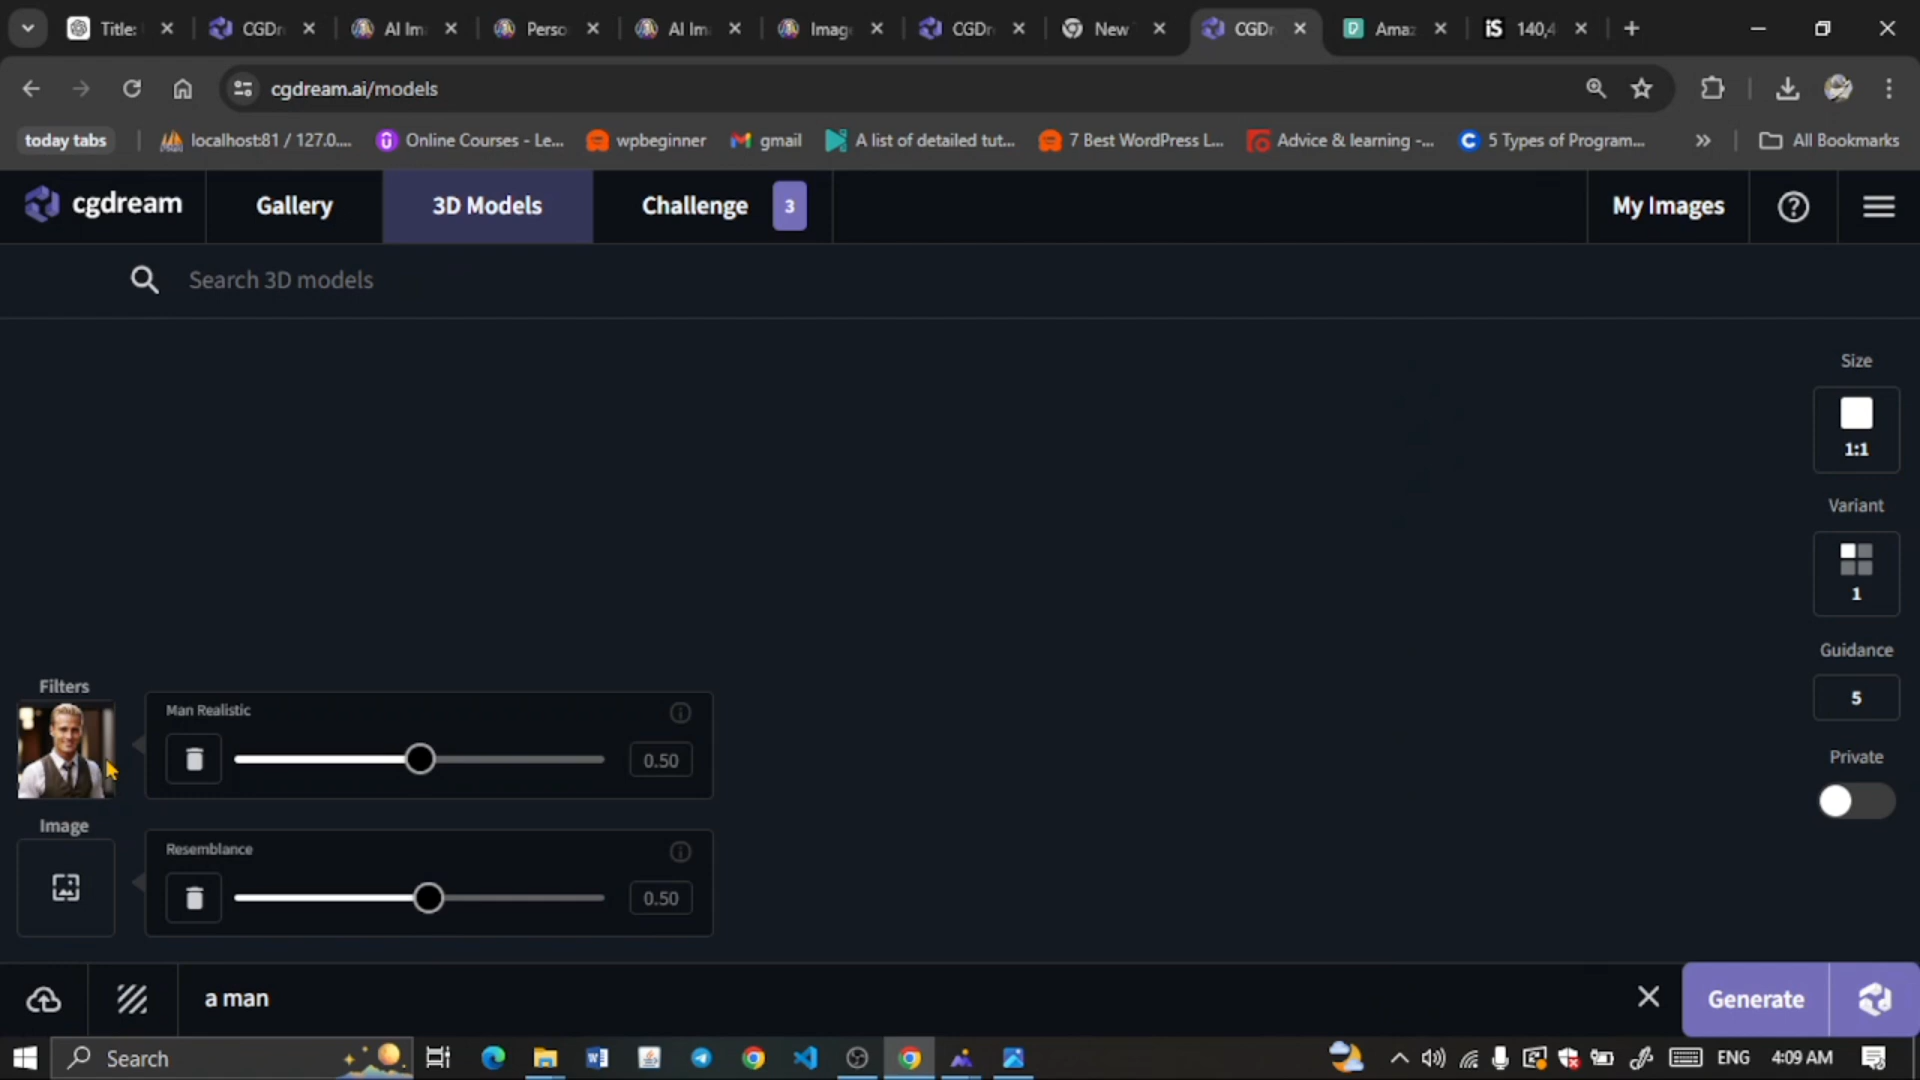 Title:
CGDr
AI Im
Perso
AI Im
Imag
CGDr
New
CGDr
Ama
iS 140,4
cgdream.ai/models
today tabs
localhost:81 / 127.0....
Online Courses - Le...
wpbeginner
gmail
A list of detailed tut...
7 Best WordPress L...
Advice & learning -...
5 Types of Program...
All Bookmarks
cgdream
Gallery
3D Models
Challenge
3
My Images
Search 3D models
Size
1:1
Variant
1
Guidance
5
Private
Filters
Man Realistic
0.50
Image
Resemblance
0.50
a man
Generate
Search
ENG
4:09 AM